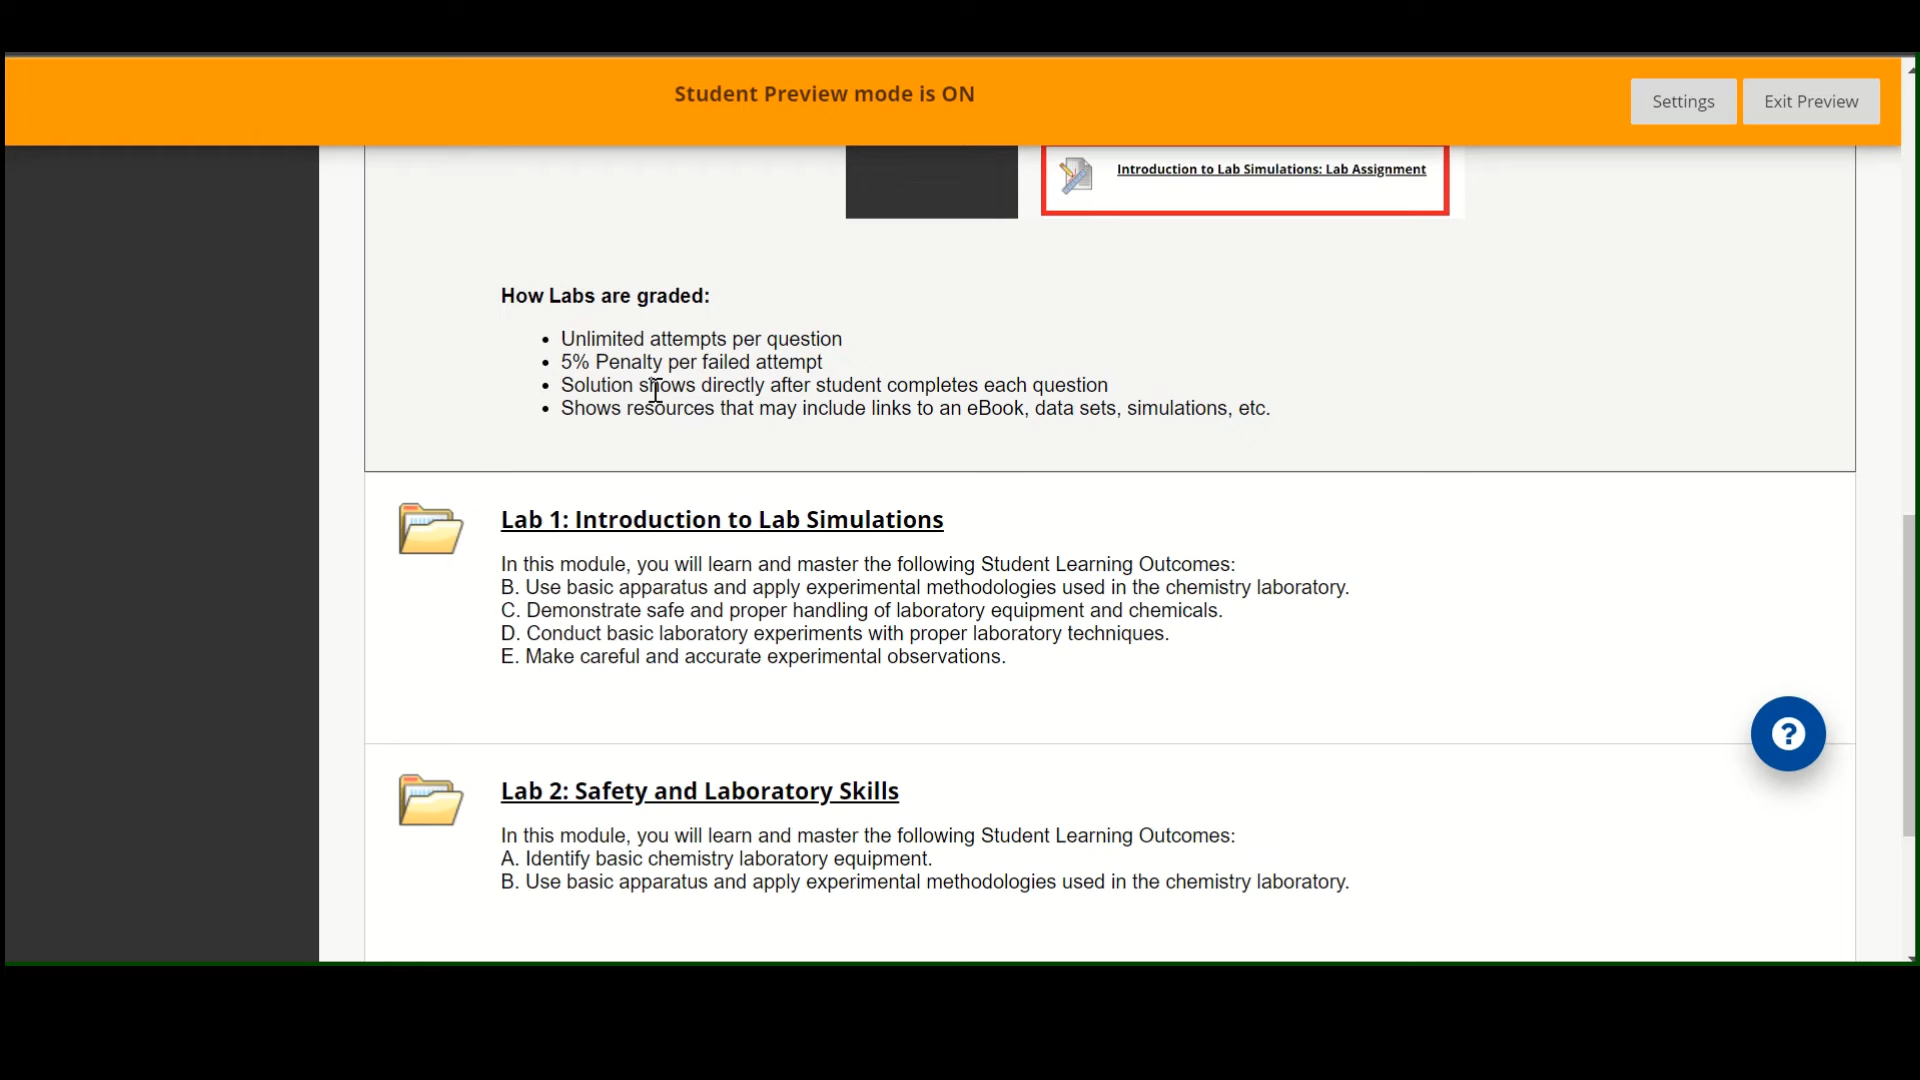 Student Preview mode is ON
Settings
Exit Preview
Introduction to Lab Simulations: Lab Assignment
How Labs are graded:
• Unlimited attempts per question
• 5% Penalty per failed attempt
• Solution shows directly after student completes each question
• Shows resources that may include links to an eBook, data sets, simulations, etc.
Lab 1: Introduction to Lab Simulations
In this module, you will learn and master the following Student Learning Outcomes:
B. Use basic apparatus and apply experimental methodologies used in the chemistry laboratory.
C. Demonstrate safe and proper handling of laboratory equipment and chemicals.
D. Conduct basic laboratory experiments with proper laboratory techniques.
E. Make careful and accurate experimental observations.
Lab 2: Safety and Laboratory Skills
In this module, you will learn and master the following Student Learning Outcomes:
A. Identify basic chemistry laboratory equipment.
B. Use basic apparatus and apply experimental methodologies used in the chemistry laboratory.